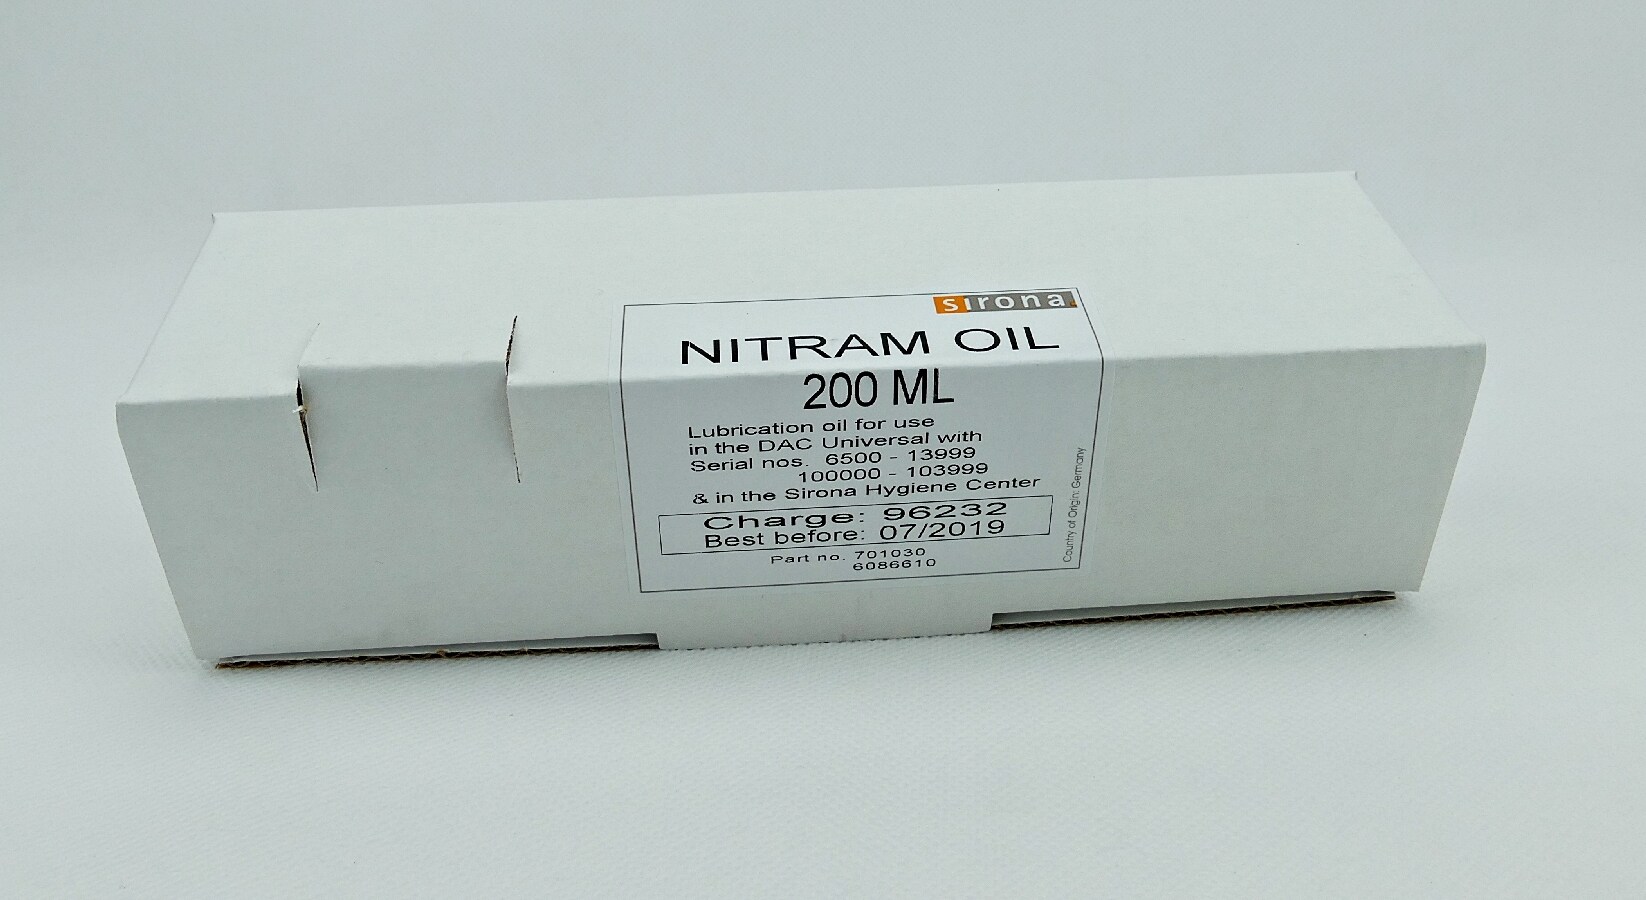 sirona
NITRAM OIL
200 ML
Lubrication oil for use
in the DAC Universal with
Serial nos. 6500 - 13999
100000 - 103999
& in the Sirona Hygiene Center
Charge: 96232
Best before: 07/2019
Part no. 701030
6086610
Country of Origin: Germany